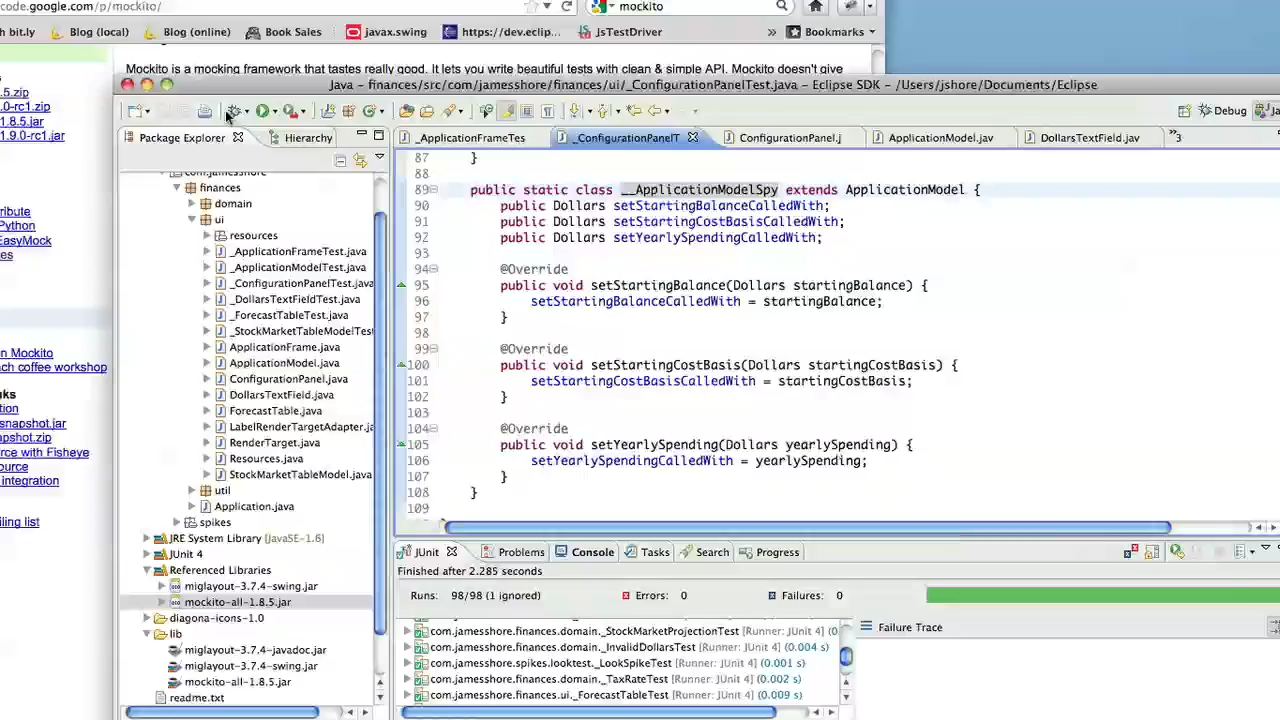 code.google.com /p/mockito/
mockito
h bit.ly
Blog (local)
Blog (online)
Book Sales
javax.swing
https://dev.eclip...
JsTestDriver
»
Bookmarks
Mockito is a mocking framework that tastes really good. It lets you write beautiful tests with clean & simple API. Mockito doesn't give
s
.5.zip
.0-rc1.zip
.1.8.5.jar
.1.9.0-rc1.jar
ribute
Python
EasyMock
es
on Mockito
ach coffee workshop
ks
tion
snapshot.jar
pshot.zip
rce with Fisheye
ource
integration
iling list
Java – finances/src/com/jamesshore/finances/ui/_ConfigurationPanelTest.java – Eclipse SDK – /Users/jshore/Documents/Eclipse
Debug
Ja
Package Explorer
Hierarchy
com.jamesshore
finances
domain
ui
resources
_ApplicationFrameTest.java
_ApplicationModelTest.java
_ConfigurationPanelTest.java
_DollarsTextFieldTest.java
_ForecastTableTest.java
_StockMarketTableModelTest
ApplicationFrame.java
ApplicationModel.java
ConfigurationPanel.java
DollarsTextField.java
ForecastTable.java
LabelRenderTargetAdapter.ja
RenderTarget.java
Resources.java
StockMarketTableModel.java
util
Application.java
spikes
JRE System Library [JavaSE-1.6]
JUnit 4
Referenced Libraries
miglayout-3.7.4-swing.jar
mockito-all-1.8.5.jar
diagona-icons-1.0
lib
miglayout-3.7.4-javadoc.jar
miglayout-3.7.4-swing.jar
mockito-all-1.8.5.jar
readme.txt
_ApplicationFrameTes
_ConfigurationPanelT
ConfigurationPanel.j
ApplicationModel.jav
DollarsTextField.jav
»3
87 }
88
89 public static class __ApplicationModelSpy extends ApplicationModel {
90 public Dollars setStartingBalanceCalledWith;
91 public Dollars setStartingCostBasisCalledWith;
92 public Dollars setYearlySpendingCalledWith;
93
94 @Override
95 public void setStartingBalance(Dollars startingBalance) {
96 setStartingBalanceCalledWith = startingBalance;
97 }
98
99 @Override
100 public void setStartingCostBasis(Dollars startingCostBasis) {
101 setStartingCostBasisCalledWith = startingCostBasis;
102 }
103
104 @Override
105 public void setYearlySpending(Dollars yearlySpending) {
106 setYearlySpendingCalledWith = yearlySpending;
107 }
108 }
109
JUnit
Problems
Console
Tasks
Search
Progress
Finished after 2.285 seconds
Runs: 98/98 (1 ignored)
Errors: 0
Failures: 0
com.jamesshore.finances.domain._StockMarketProjectionTest [Runner: JUnit 4] (0
com.jamesshore.finances.domain._InvalidDollarsTest [Runner: JUnit 4] (0.004 s)
com.jamesshore.spikes.looktest._LookSpikeTest [Runner: JUnit 4] (0.001 s)
com.jamesshore.finances.domain._TaxRateTest [Runner: JUnit 4] (0.002 s)
com.jamesshore.finances.ui._ForecastTableTest [Runner: JUnit 4] (0.009 s)
Failure Trace